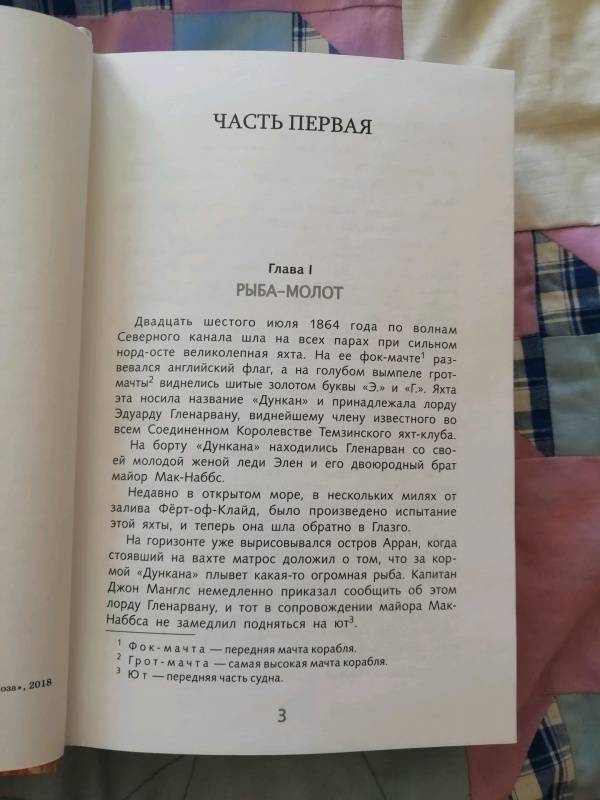 ЧАСТЬ ПЕРВАЯ
Глава I
РЫБА–МОЛОТ
Двадцать шестого июля 1864 года по волнам
Северного канала шла на всех парах при сильном
норд-осте великолепная яхта. На ее фок-мачте¹ раз-
вевался английский флаг, а на голубом вымпеле грот-
мачты² виднелись шитые золотом буквы «Э.» и «Г.». Яхта
эта носила название «Дункан» и принадлежала лорду
Эдуарду Гленарвану, виднейшему члену известного во
всем Соединенном Королевстве Темзинского яхт-клуба.
На борту «Дункана» находились Гленарван со сво-
ей молодой женой леди Элен и его двоюродный брат
майор Мак-Наббс.
Недавно в открытом море, в нескольких милях от
залива Фёрт-оф-Клайд, было произведено испытание
этой яхты, и теперь она шла обратно в Глазго.
На горизонте уже вырисовывался остров Арран, когда
стоявший на вахте матрос доложил о том, что за кор-
мой «Дункана» плывет какая-то огромная рыба. Капитан
Джон Манглс немедленно приказал сообщить об этом
лорду Гленарвану, и тот в сопровождении майора Мак-
Наббса не замедлил подняться на ют³.
¹ Фок-мачта — передняя мачта корабля.
² Грот-мачта — самая высокая мачта корабля.
³ Ют — передняя часть судна.
3
оза», 2018